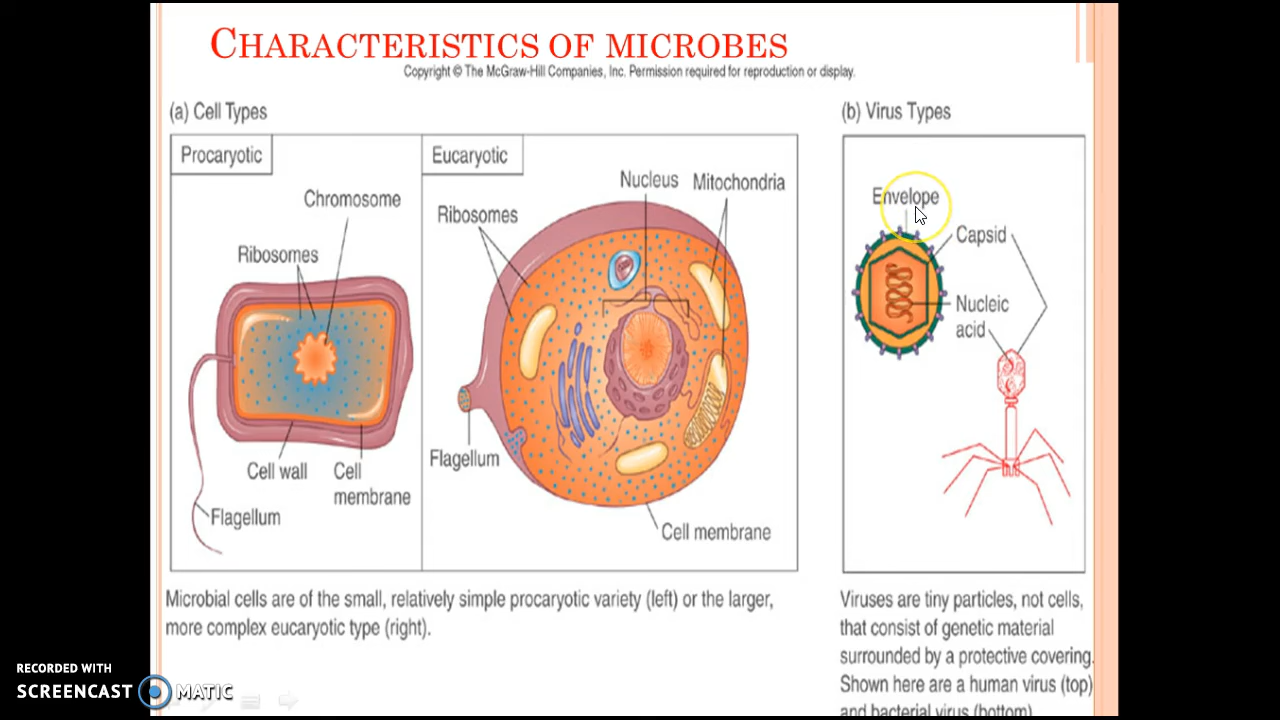 CHARACTERISTICS OF MICROBES
Copyright © The McGraw-Hill Companies, Inc. Permission required for reproduction or display.
(a) Cell Types
Procaryotic
Chromosome
Ribosomes
Cell wall
Cell
membrane
Flagellum
Eucaryotic
Nucleus
Mitochondria
Ribosomes
Flagellum
Cell membrane
Microbial cells are of the small, relatively simple procaryotic variety (left) or the larger,
more complex eucaryotic type (right).
(b) Virus Types
Envelope
Capsid
Nucleic
acid
Viruses are tiny particles, not cells,
that consist of genetic material
surrounded by a protective covering.
Shown here are a human virus (top)
and bacterial virus (bottom)
RECORDED WITH
SCREENCAST MATIC